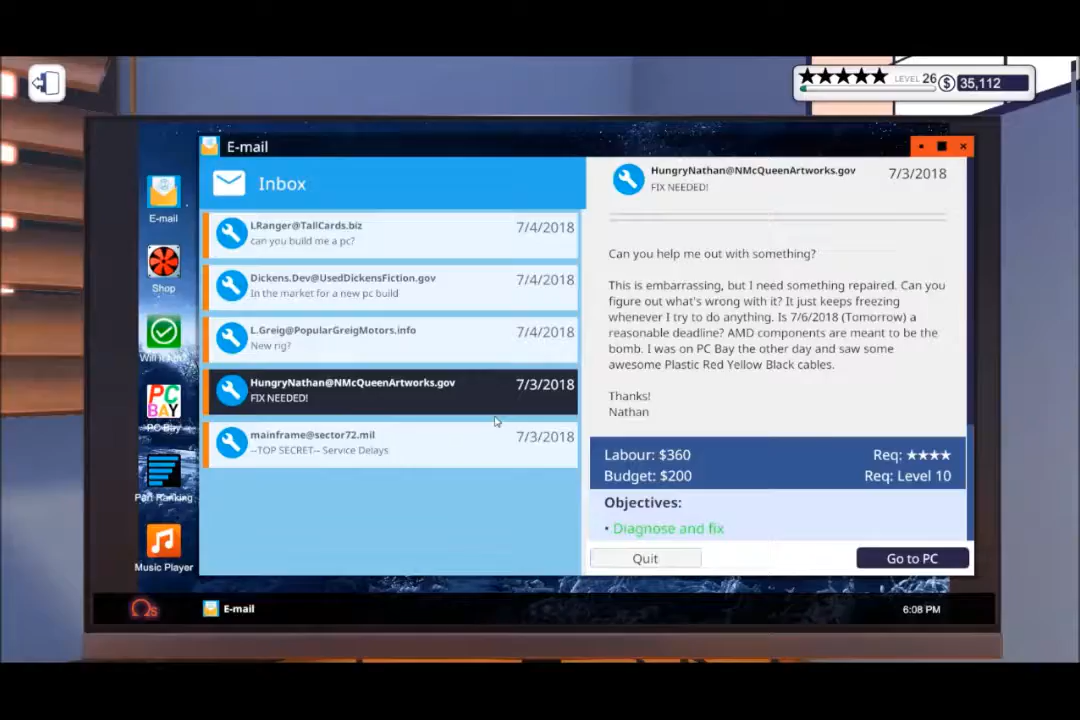 ★★★★★ LEVEL 26 $ 35,112
E-mail
Inbox
LRanger@TallCards.biz 7/4/2018
can you build me a pc?
Dickens.Dev@UsedDickensFiction.gov 7/4/2018
In the market for a new pc build
L.Greig@PopularGreigMotors.info 7/4/2018
New rig?
HungryNathan@NMcQueenArtworks.gov 7/3/2018
FIX NEEDED!
mainframe@sector72.mil 7/3/2018
--TOP SECRET-- Service Delays
HungryNathan@NMcQueenArtworks.gov 7/3/2018
FIX NEEDED!
Can you help me out with something?
This is embarrassing, but I need something repaired. Can you
figure out what's wrong with it? It just keeps freezing
whenever I try to do anything. Is 7/6/2018 (Tomorrow) a
reasonable deadline? AMD components are meant to be the
bomb. I was on PC Bay the other day and saw some
awesome Plastic Red Yellow Black cables.
Thanks!
Nathan
Labour: $360 Req: ★★★★
Budget: $200 Req: Level 10
Objectives:
• Diagnose and fix
Quit Go to PC
E-mail
Shop
PC
BAY
PC Bay
Part Ranking
Music Player
Ωs E-mail 6:08 PM